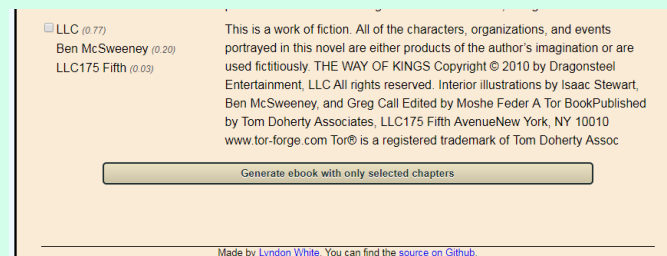 LLC (0.77)
Ben McSweeney (0.20)
LLC175 Fifth (0.03)
This is a work of fiction. All of the characters, organizations, and events
portrayed in this novel are either products of the author’s imagination or are
used fictitiously. THE WAY OF KINGS Copyright © 2010 by Dragonsteel
Entertainment, LLC All rights reserved. Interior illustrations by Isaac Stewart,
Ben McSweeney, and Greg Call Edited by Moshe Feder A Tor BookPublished
by Tom Doherty Associates, LLC175 Fifth AvenueNew York, NY 10010
www.tor-forge.com Tor® is a registered trademark of Tom Doherty Assoc
Generate ebook with only selected chapters
Made by Lyndon White. You can find the source on Github.